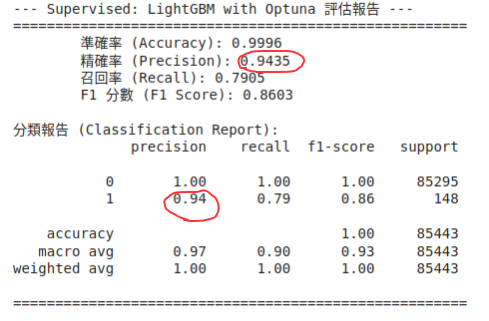 --- Supervised: LightGBM with Optuna 評估報告 ---
======================================================
準確率 (Accuracy): 0.9996
精確率 (Precision): 0.9435
召回率 (Recall): 0.7905
F1 分數 (F1 Score): 0.8603
分類報告 (Classification Report):
precision recall f1-score support
0 1.00 1.00 1.00 85295
1 0.94 0.79 0.86 148
accuracy 1.00 85443
macro avg 0.97 0.90 0.93 85443
weighted avg 1.00 1.00 1.00 85443
======================================================